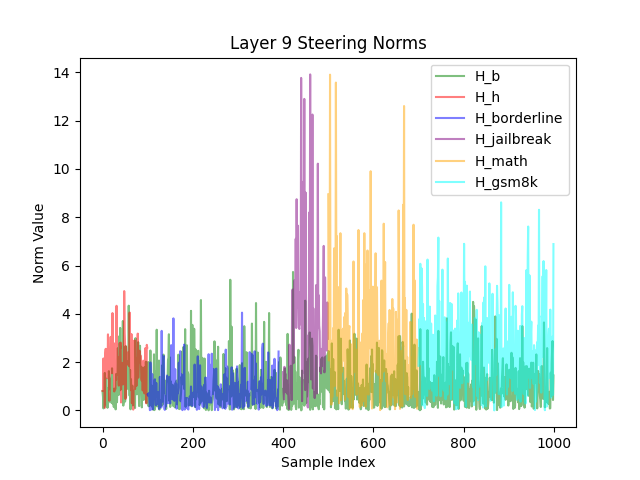 Layer 9 Steering Norms
14
12
10
8
6
4
2
0
Norm Value
0 200 400 600 800 1000
Sample Index
H_b
H_h
H_borderline
H_jailbreak
H_math
H_gsm8k